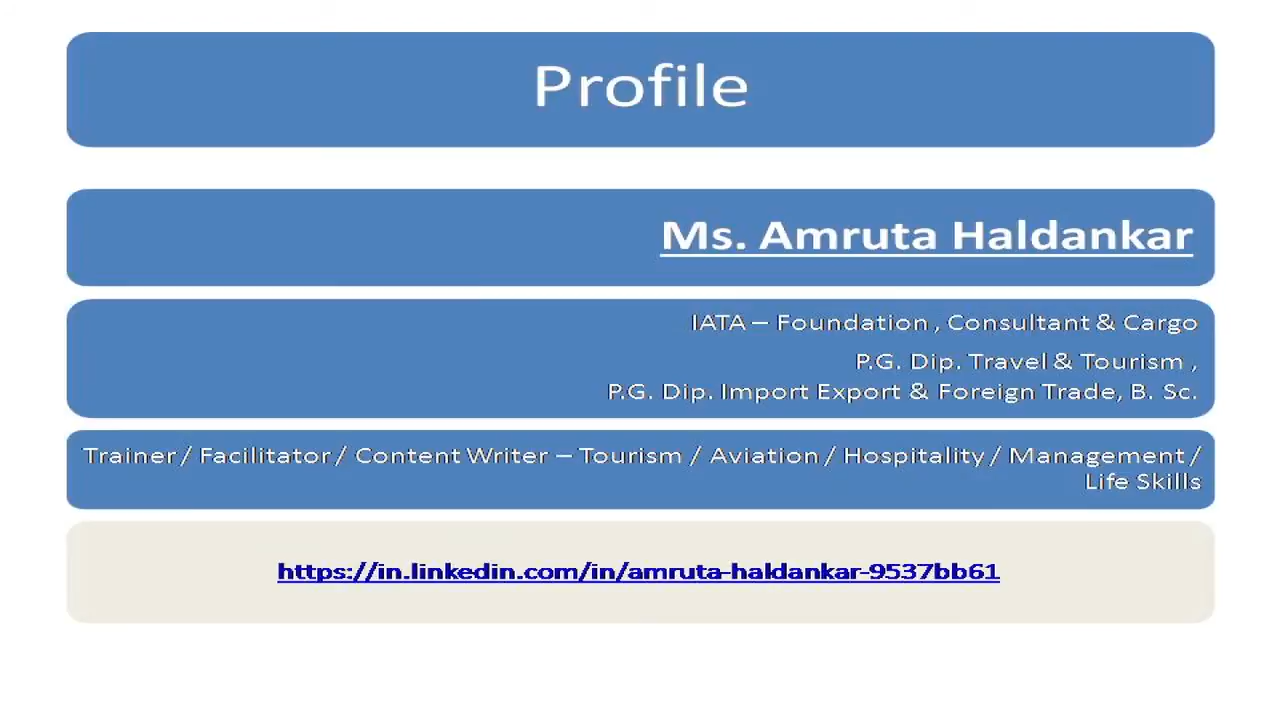 Profile
Ms. Amruta Haldankar
IATA – Foundation , Consultant & Cargo
P.G. Dip. Travel & Tourism ,
P.G. Dip. Import Export & Foreign Trade, B. Sc.
Trainer / Facilitator / Content Writer – Tourism / Aviation / Hospitality / Management /
Life Skills
https://in.linkedin.com/in/amruta-haldankar-9537bb61